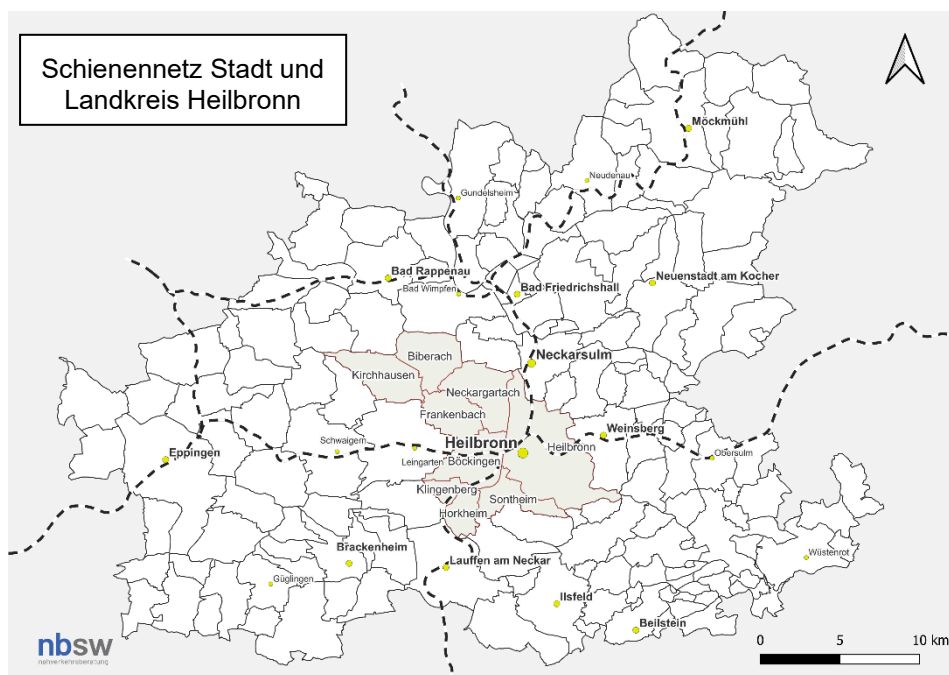 Schienennetz Stadt und
Landkreis Heilbronn
Möckmühl
Neudenau
Gundelsheim
Bad Rappenau
Neuenstadt am Kocher
Bad Wimpfen
Bad Friedrichshall
Biberach
Neckarsulm
Kirchhausen
Neckargartach
Frankenbach
Weinsberg
Schwaigern
Heilbronn
Heilbronn
Eppingen
Leingarten
Böckingen
Obersulm
Klingenberg
Sontheim
Horkheim
Brackenheim
Lauffen am Neckar
Wüstenrot
Güglingen
Ilsfeld
Beilstein
nbsw
nahverkehrsberatung
0 5 10 km